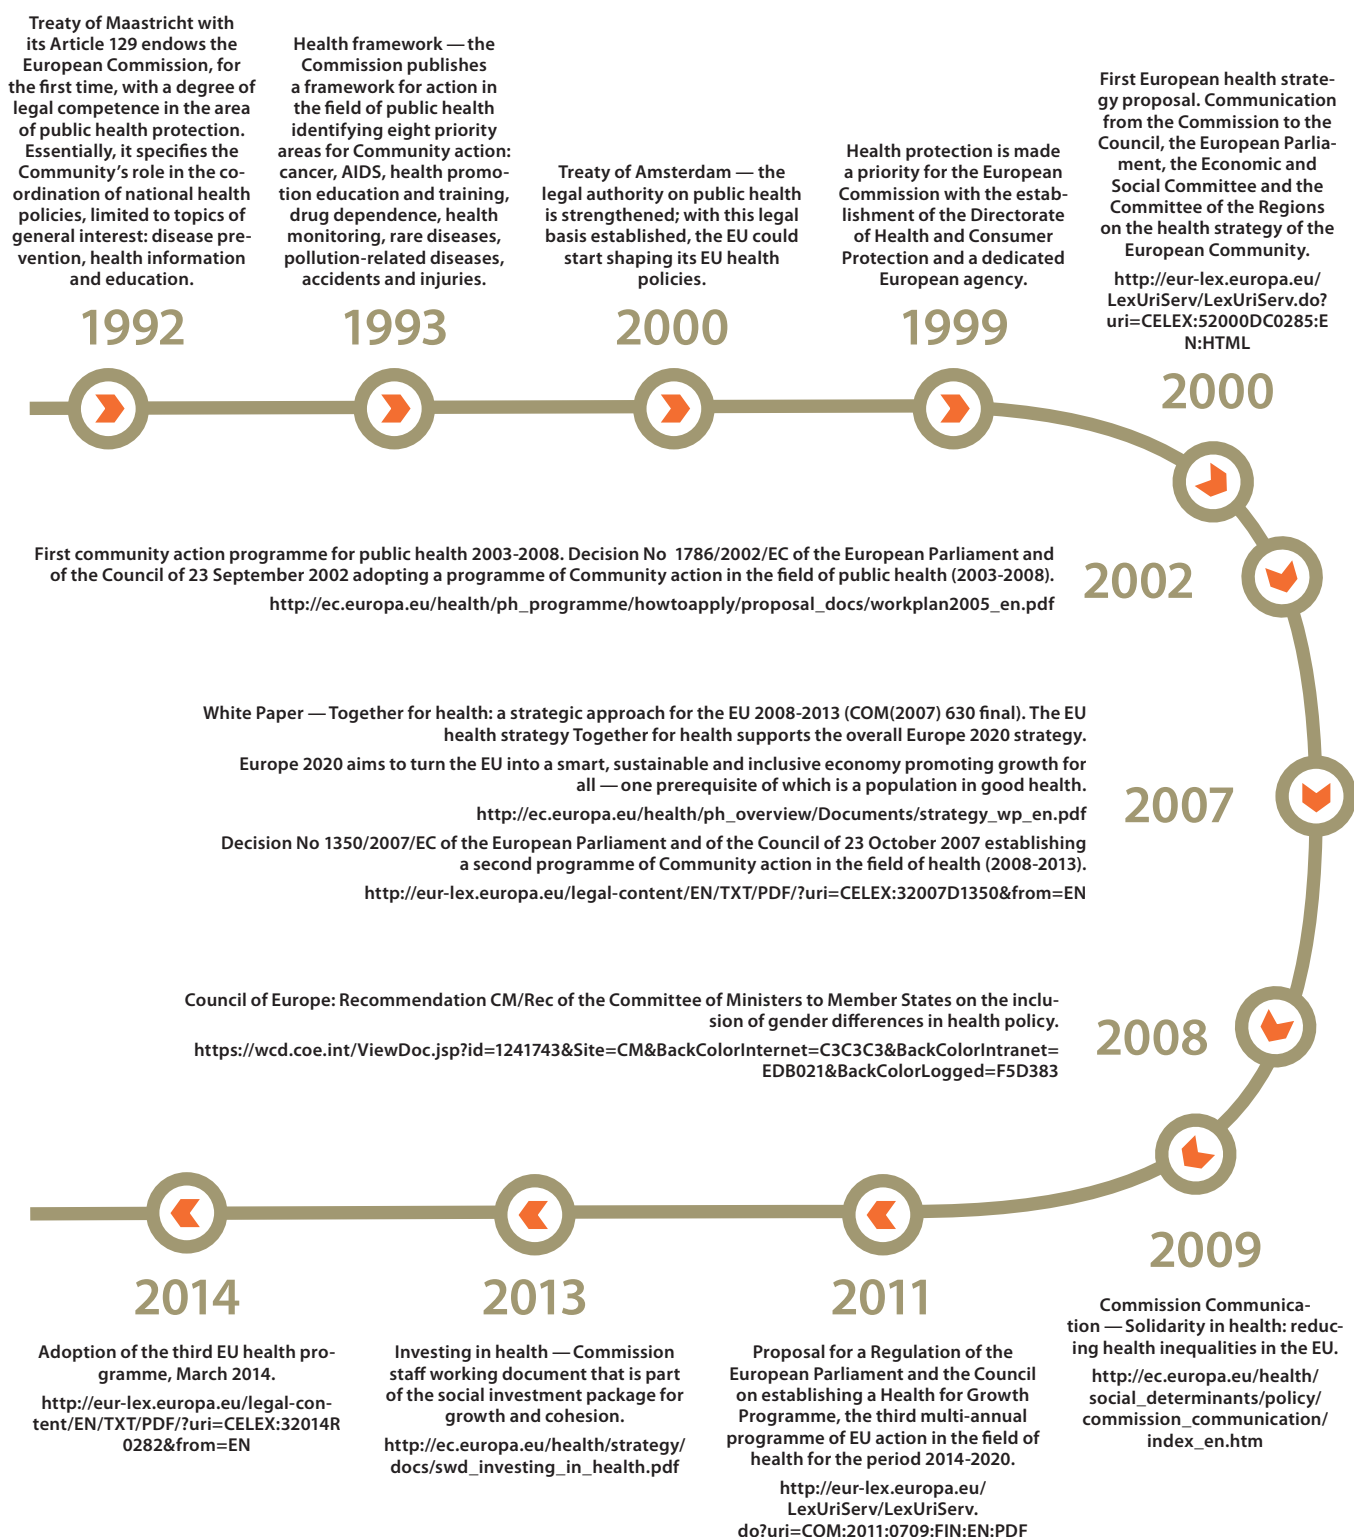 Treaty of Maastricht with
its Article 129 endows the
European Commission, for
the first time, with a degree of
legal competence in the area
of public health protection.
Essentially, it specifies the
Community's role in the co-
ordination of national health
policies, limited to topics of
general interest: disease pre-
vention, health information
and education.
1992
Health framework — the
Commission publishes
a framework for action in
the field of public health
identifying eight priority
areas for Community action:
cancer, AIDS, health promo-
tion education and training,
drug dependence, health
monitoring, rare diseases,
pollution-related diseases,
accidents and injuries.
1993
Treaty of Amsterdam — the
legal authority on public health
is strengthened; with this legal
basis established, the EU could
start shaping its EU health
policies.
2000
Health protection is made
a priority for the European
Commission with the estab-
lishment of the Directorate
of Health and Consumer
Protection and a dedicated
European agency.
1999
First European health strate-
gy proposal. Communication
from the Commission to the
Council, the European Parlia-
ment, the Economic and
Social Committee and the
Committee of the Regions
on the health strategy of the
European Community.
http://eur-lex.europa.eu/
LexUriServ/LexUriServ.do?
uri=CELEX:52000DC0285:E
N:HTML
2000
First community action programme for public health 2003-2008. Decision No 1786/2002/EC of the European Parliament and
of the Council of 23 September 2002 adopting a programme of Community action in the field of public health (2003-2008).
http://ec.europa.eu/health/ph_programme/howtoapply/proposal_docs/workplan2005_en.pdf
2002
White Paper — Together for health: a strategic approach for the EU 2008-2013 (COM(2007) 630 final). The EU
health strategy Together for health supports the overall Europe 2020 strategy.
Europe 2020 aims to turn the EU into a smart, sustainable and inclusive economy promoting growth for
all — one prerequisite of which is a population in good health.
http://ec.europa.eu/health/ph_overview/Documents/strategy_wp_en.pdf
Decision No 1350/2007/EC of the European Parliament and of the Council of 23 October 2007 establishing
a second programme of Community action in the field of health (2008-2013).
http://eur-lex.europa.eu/legal-content/EN/TXT/PDF/?uri=CELEX:32007D1350&from=EN
2007
Council of Europe: Recommendation CM/Rec of the Committee of Ministers to Member States on the inclu-
sion of gender differences in health policy.
https://wcd.coe.int/ViewDoc.jsp?id=1241743&Site=CM&BackColorInternet=C3C3C3&BackColorIntranet=
EDB021&BackColorLogged=F5D383
2008
2009
Commission Communica-
tion — Solidarity in health: reduc-
ing health inequalities in the EU.
http://ec.europa.eu/health/
social_determinants/policy/
commission_communication/
index_en.htm
2011
Proposal for a Regulation of the
European Parliament and the Council
on establishing a Health for Growth
Programme, the third multi-annual
programme of EU action in the field of
health for the period 2014-2020.
http://eur-lex.europa.eu/
LexUriServ/LexUriServ.
do?uri=COM:2011:0709:FIN:EN:PDF
2013
Investing in health — Commission
staff working document that is part
of the social investment package for
growth and cohesion.
http://ec.europa.eu/health/strategy/
docs/swd_investing_in_health.pdf
2014
Adoption of the third EU health pro-
gramme, March 2014.
http://eur-lex.europa.eu/legal-con-
tent/EN/TXT/PDF/?uri=CELEX:32014R
0282&from=EN